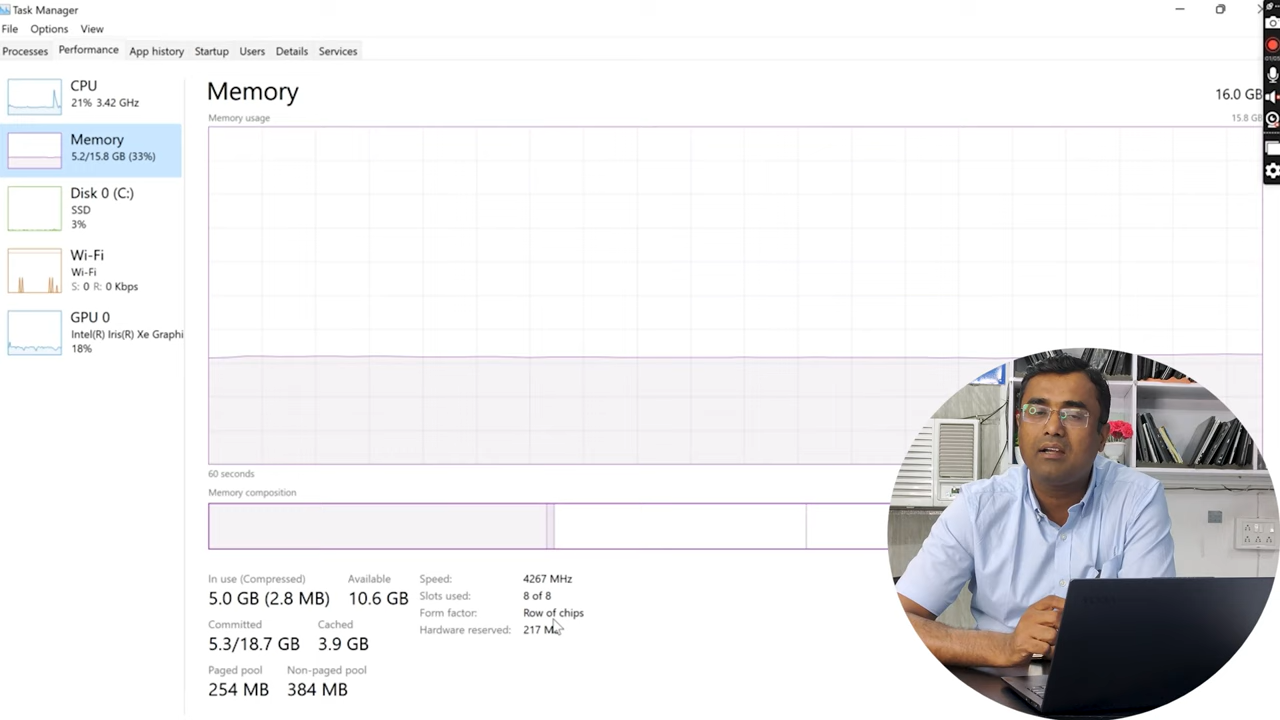 Task Manager
File Options View
Processes Performance App history Startup Users Details Services
CPU
21% 3.42 GHz
Memory
5.2/15.8 GB (33%)
Disk 0 (C:)
SSD
3%
Wi-Fi
Wi-Fi
S: 0 R: 0 Kbps
GPU 0
Intel(R) Iris(R) Xe Graphi
18%
Memory 16.0 GB
Memory usage 15.8 GB
60 seconds
Memory composition
In use (Compressed) Available
5.0 GB (2.8 MB) 10.6 GB
Committed Cached
5.3/18.7 GB 3.9 GB
Paged pool Non-paged pool
254 MB 384 MB
Speed: 4267 MHz
Slots used: 8 of 8
Form factor: Row of chips
Hardware reserved: 217